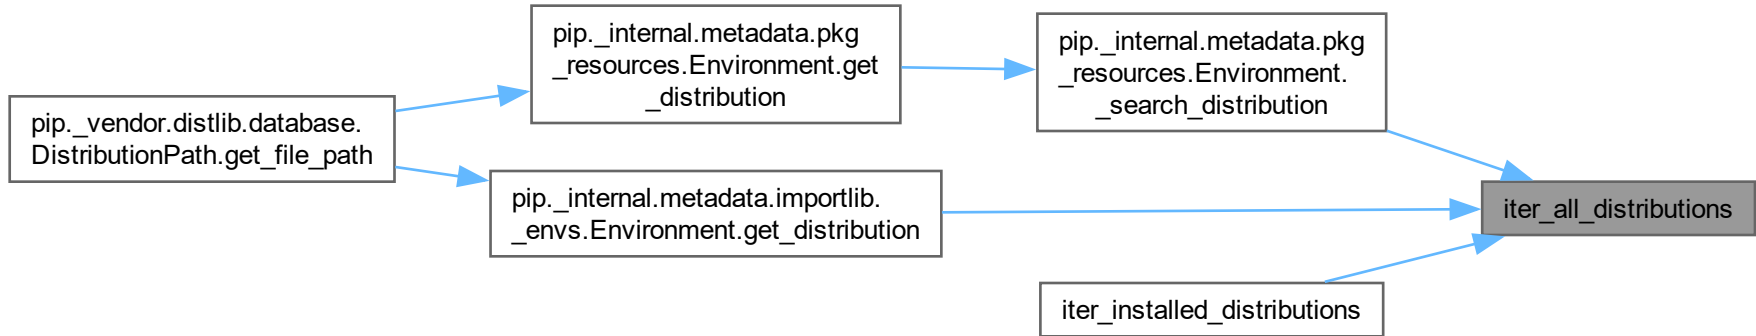 pip._internal.metadata.pkg
_resources.Environment.get
_distribution
pip._internal.metadata.pkg
_resources.Environment.
_search_distribution
pip._vendor.distlib.database.
DistributionPath.get_file_path
pip._internal.metadata.importlib.
_envs.Environment.get_distribution
iter_all_distributions
iter_installed_distributions